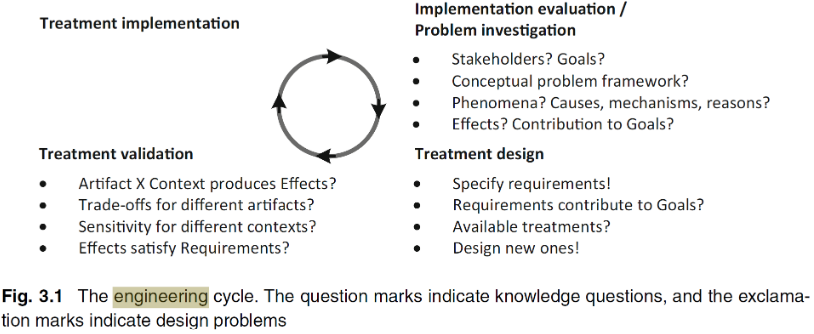 Treatment implementation
Implementation evaluation /
Problem investigation
• Stakeholders? Goals?
• Conceptual problem framework?
• Phenomena? Causes, mechanisms, reasons?
• Effects? Contribution to Goals?
Treatment validation
• Artifact X Context produces Effects?
• Trade-offs for different artifacts?
• Sensitivity for different contexts?
• Effects satisfy Requirements?
Treatment design
• Specify requirements!
• Requirements contribute to Goals?
• Available treatments?
• Design new ones!
Fig. 3.1 The engineering cycle. The question marks indicate knowledge questions, and the exclama-
tion marks indicate design problems